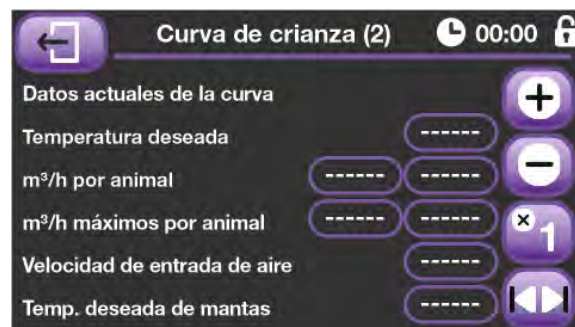 Curva de crianza (2) 00:00
Datos actuales de la curva
Temperatura deseada ------
m³/h por animal ------ ------
m³/h máximos por animal ------ ------
Velocidad de entrada de aire ------
Temp. deseada de mantas ------
+
−
×1